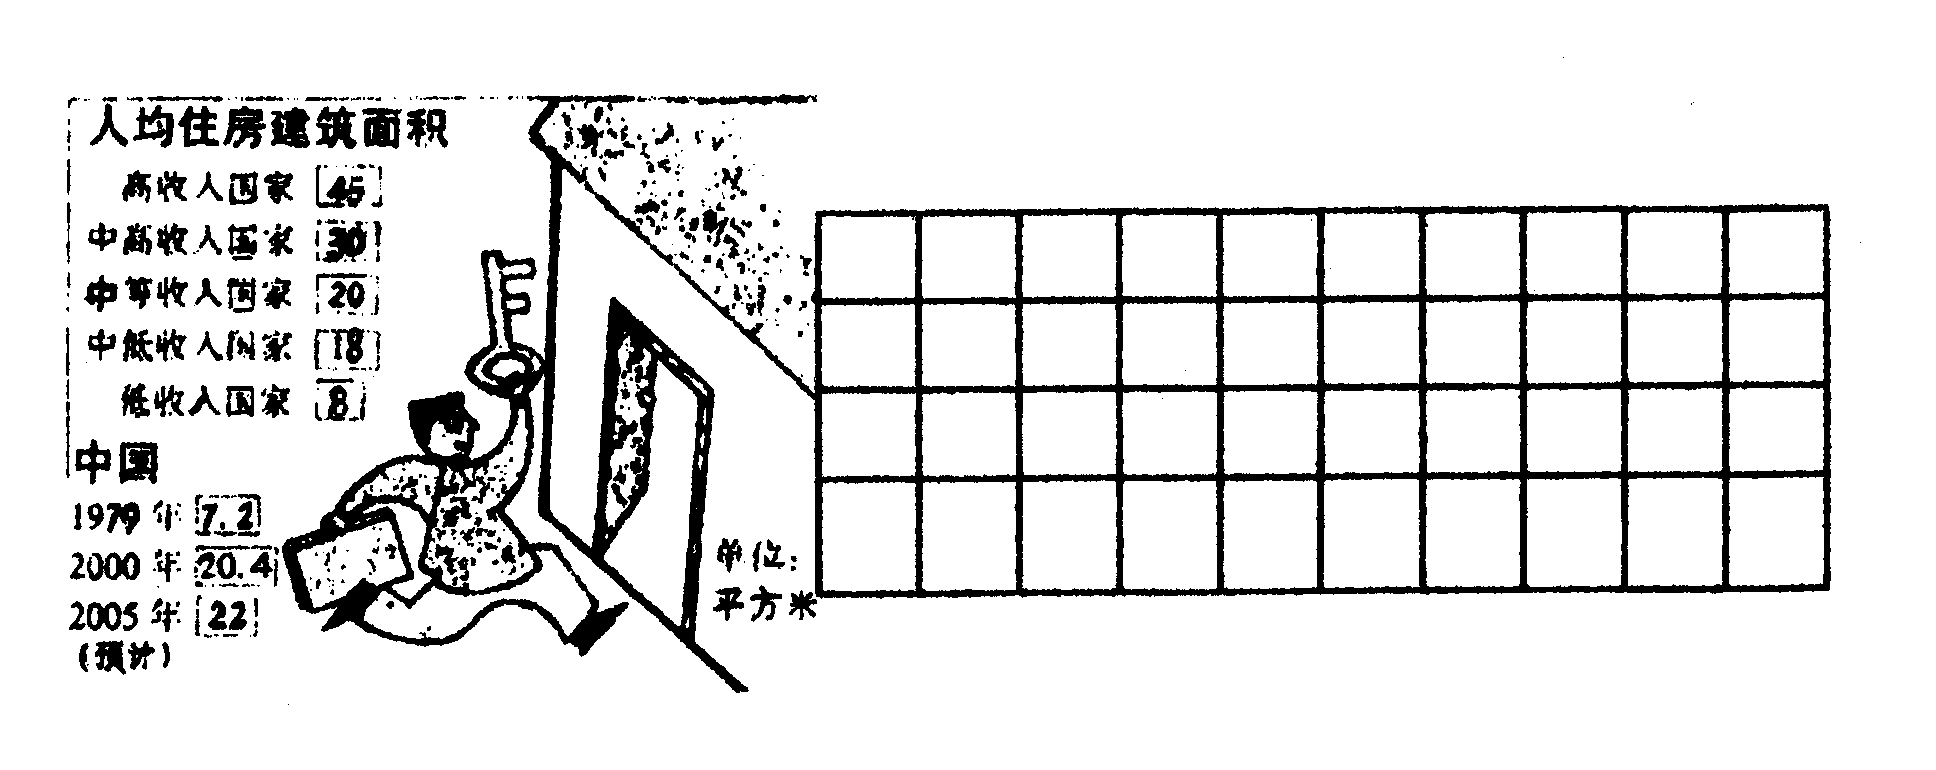 人均住房建筑面积
高收入国家 45
中高收入国家 30
中等收入国家 20
中低收入国家 18
低收入国家 8
中国
1979年 7.2
2000年 20.4
2005年 22
(预计)
单位:
平方米